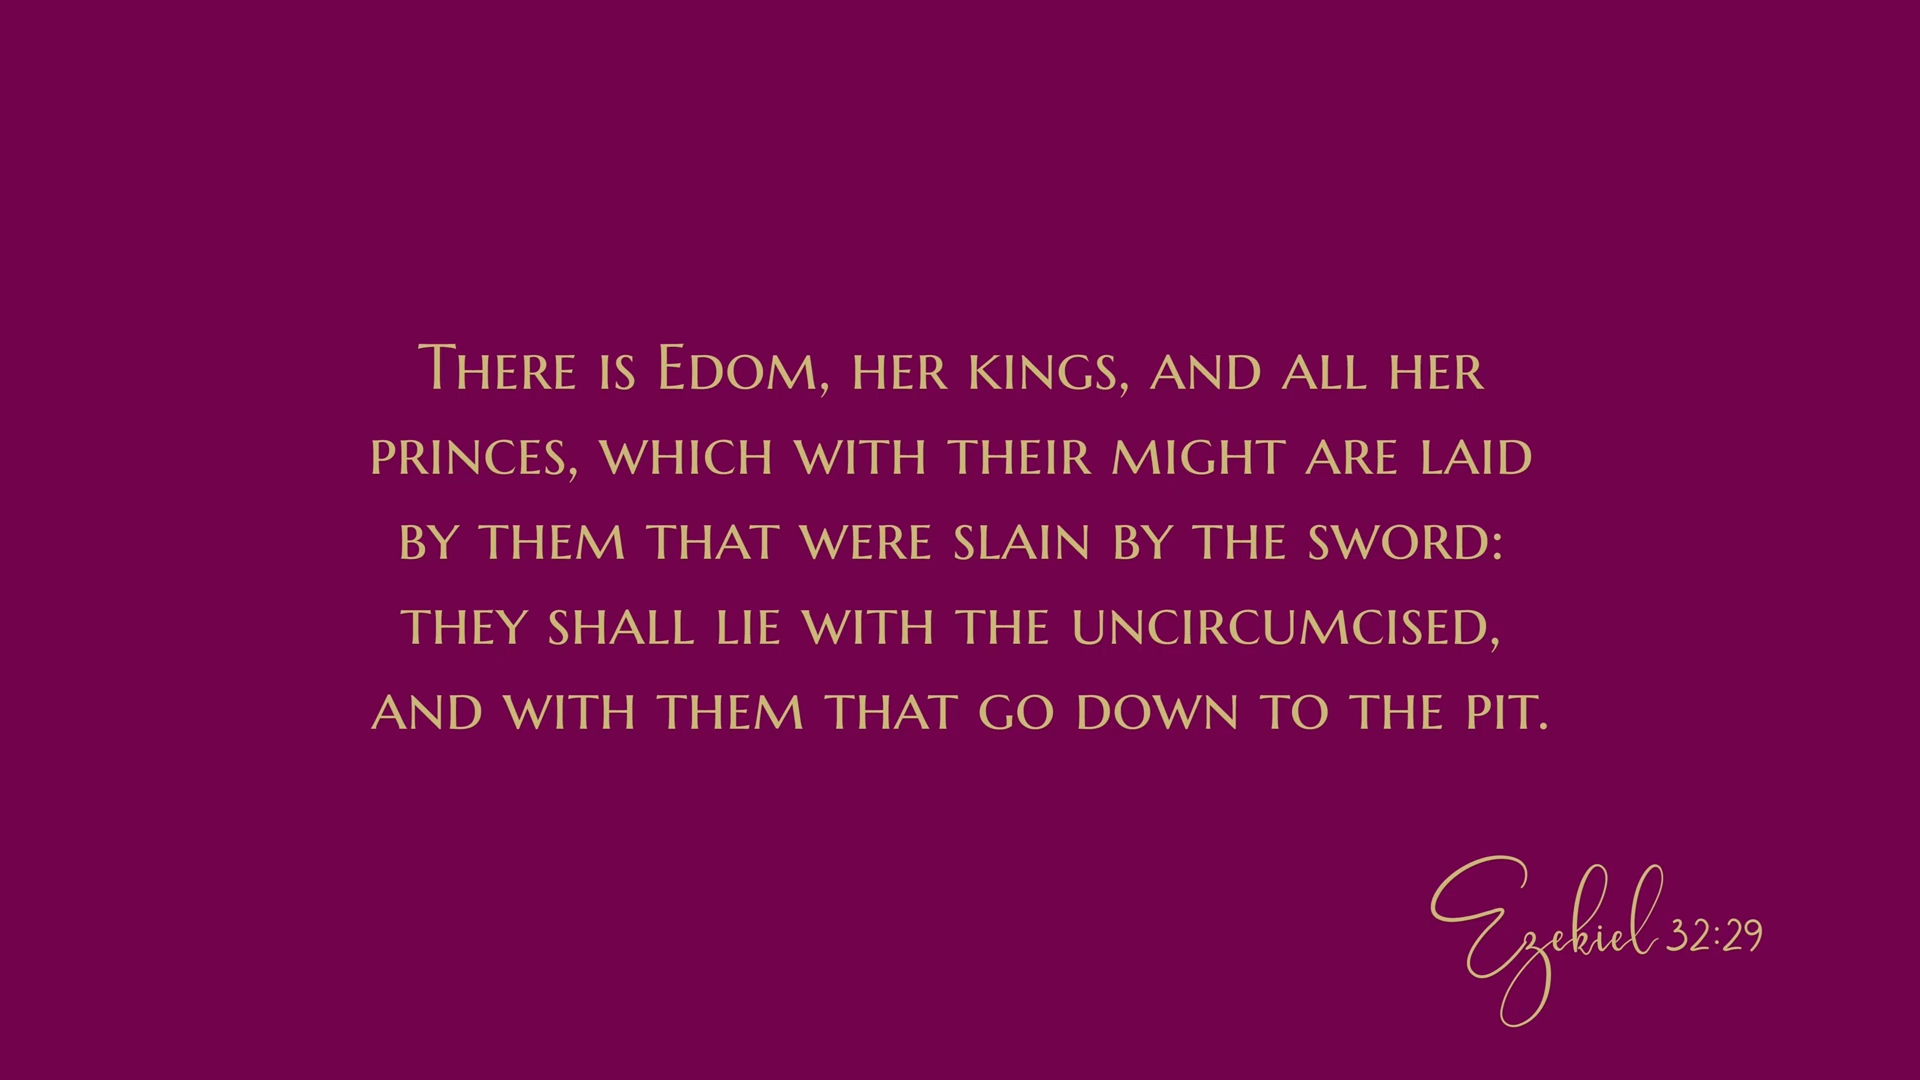 There is Edom, her kings, and all her
princes, which with their might are laid
by them that were slain by the sword:
they shall lie with the uncircumcised,
and with them that go down to the pit.
Ezekiel 32:29